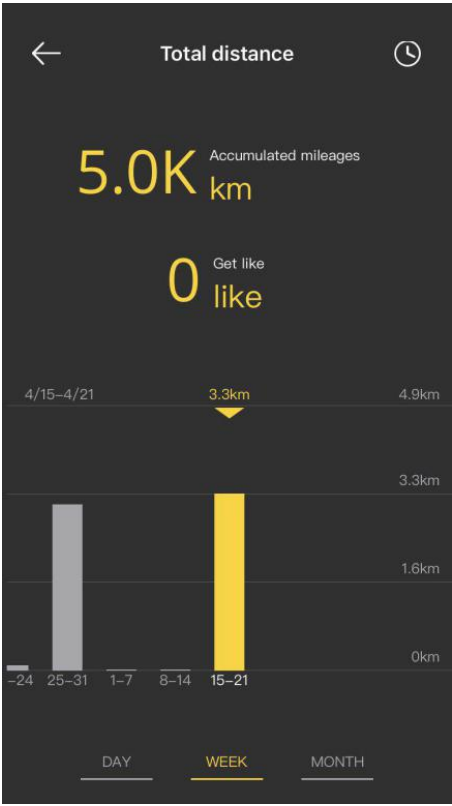 Total distance
5.0K Accumulated mileages
km
0 Get like
like
4/15–4/21 3.3km 4.9km
3.3km
1.6km
0km
–24 25–31 1–7 8–14 15–21
DAY WEEK MONTH